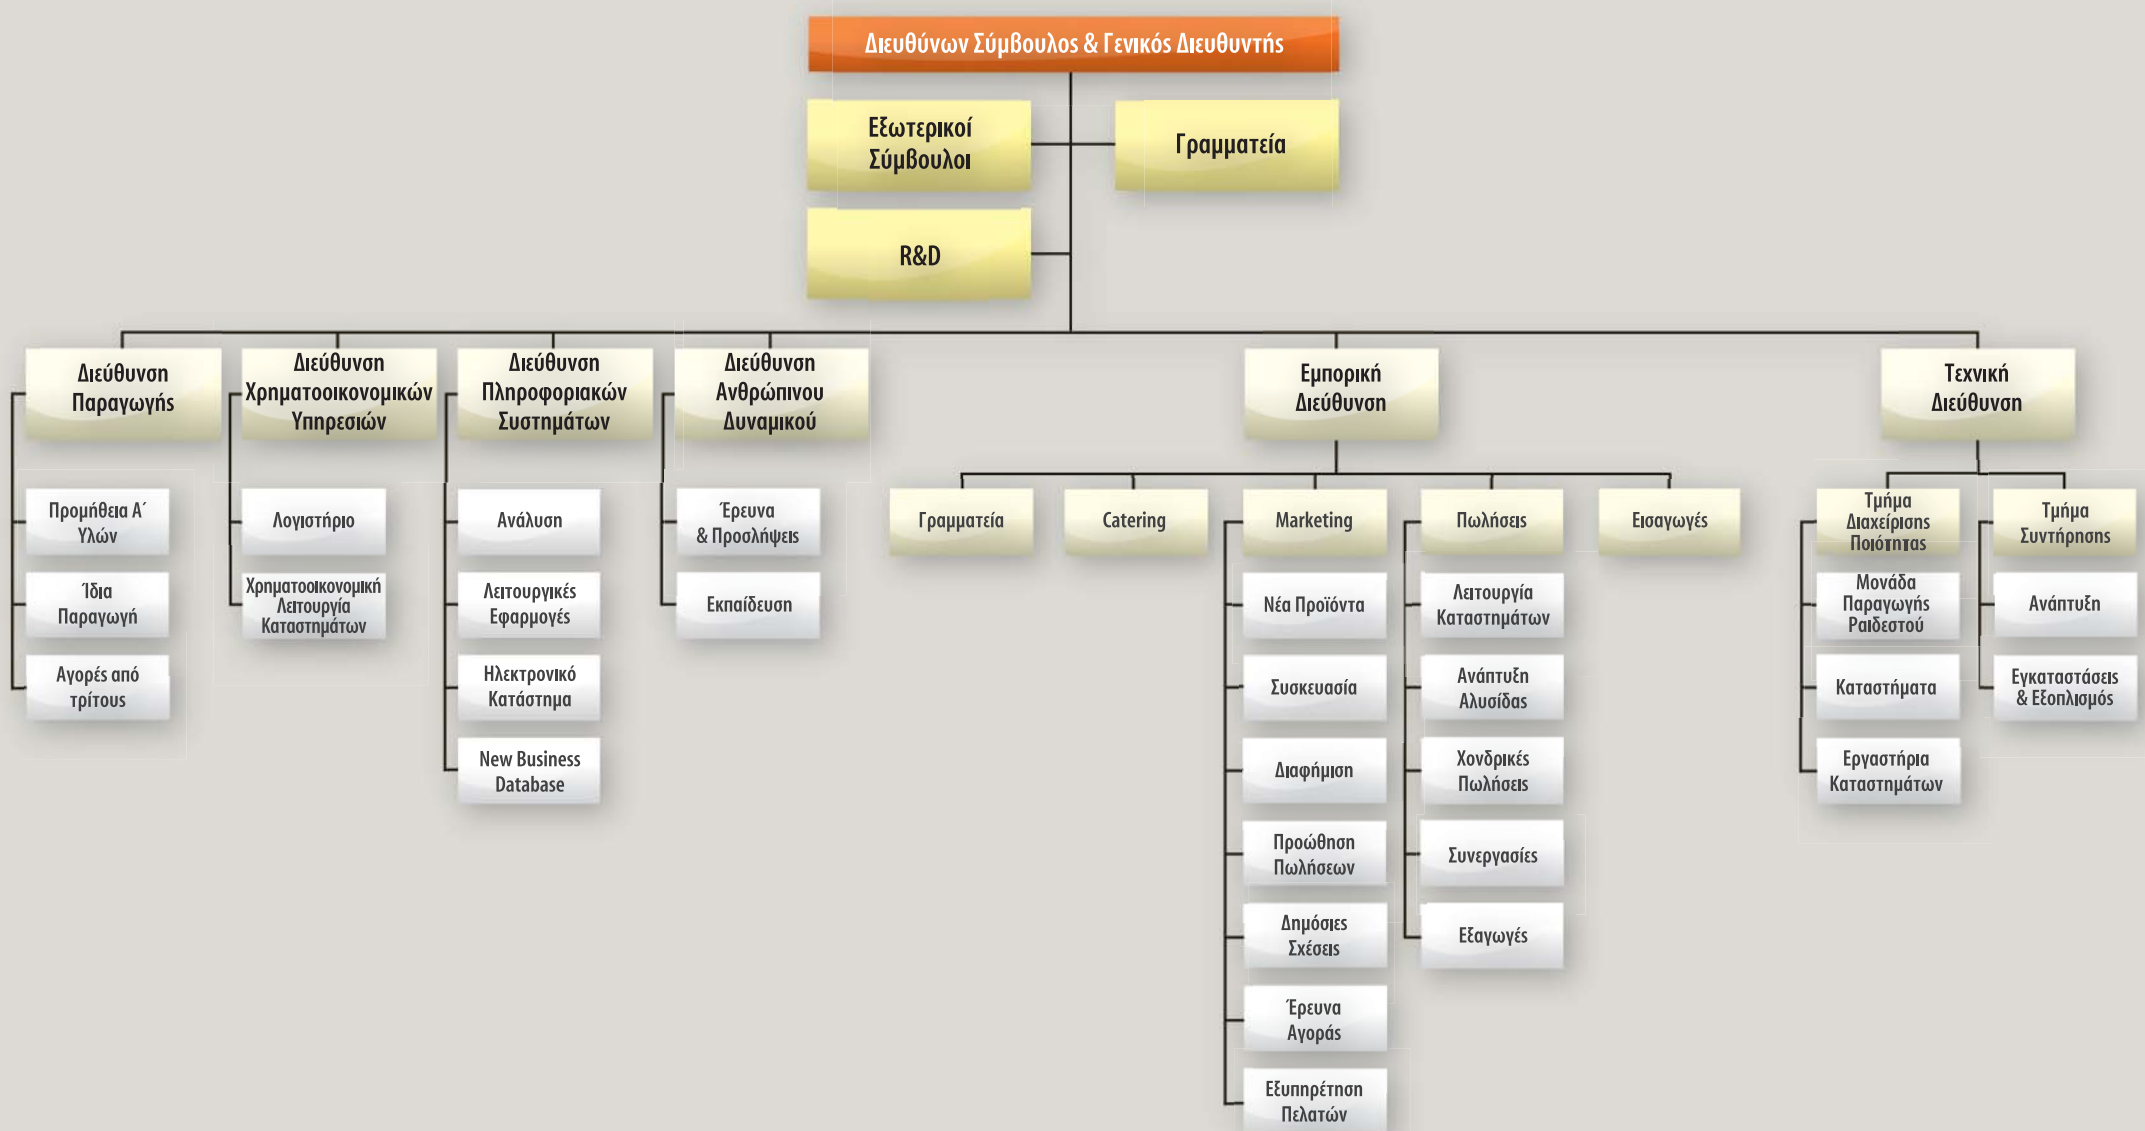 Διευθύνων Σύμβουλος & Γενικός Διευθυντής
Εξωτερικοί
Σύμβουλοι
Γραμματεία
R&D
Διεύθυνση
Παραγωγής
Διεύθυνση
Χρηματοοικονομικών
Υπηρεσιών
Διεύθυνση
Πληροφοριακών
Συστημάτων
Διεύθυνση
Ανθρώπινου
Δυναμικού
Εμπορική
Διεύθυνση
Τεχνική
Διεύθυνση
Προμήθεια Α΄
Υλών
Ίδια
Παραγωγή
Αγορές από
τρίτους
Λογιστήριο
Χρηματοοικονομική
Λειτουργία
Καταστημάτων
Ανάλυση
Λειτουργικές
Εφαρμογές
Ηλεκτρονικό
Κατάστημα
New Business
Database
Έρευνα
& Προσλήψεις
Εκπαίδευση
Γραμματεία
Catering
Marketing
Νέα Προϊόντα
Συσκευασία
Διαφήμιση
Προώθηση
Πωλήσεων
Δημόσιες
Σχέσεις
Έρευνα
Αγοράς
Εξυπηρέτηση
Πελατών
Πωλήσεις
Λειτουργία
Καταστημάτων
Ανάπτυξη
Αλυσίδας
Χονδρικές
Πωλήσεις
Συνεργασίες
Εξαγωγές
Εισαγωγές
Τμήμα
Διαχείρισης
Ποιότητας
Μονάδα
Παραγωγής
Ραιδεστού
Καταστήματα
Εργαστήρια
Καταστημάτων
Τμήμα
Συντήρησης
Ανάπτυξη
Εγκαταστάσεις
& Εξοπλισμός